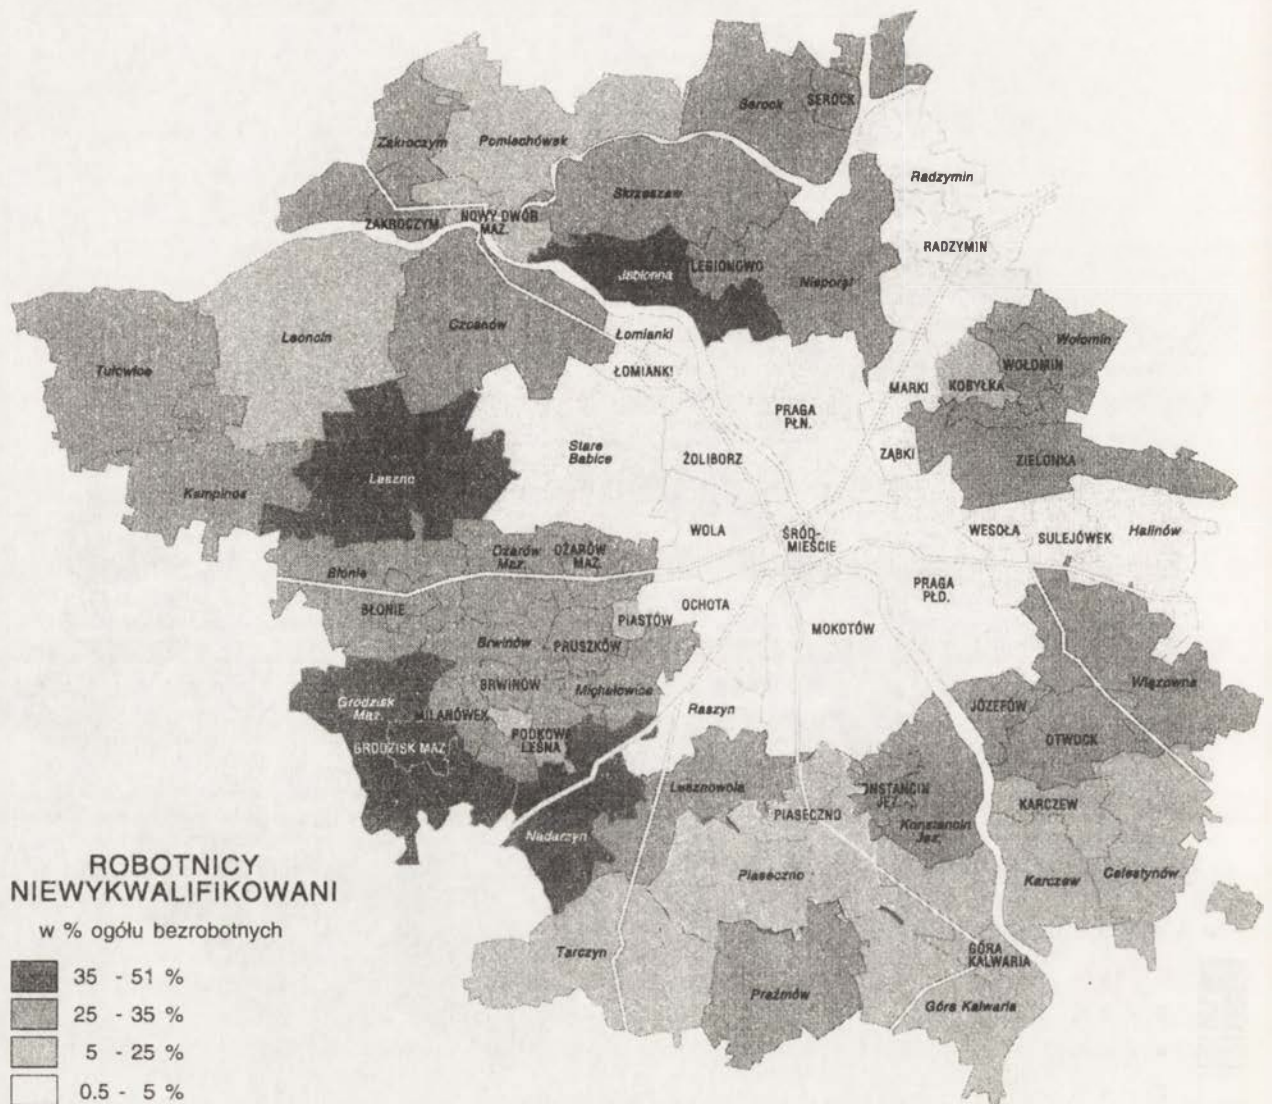 Serock
SEROCK
Zakroczym
Pomiechówek
Radzymin
Skrzeszew
ZAKROCZYM
NOWY DWÓR
MAZ.
RADZYMIN
Jabłonna
LEGIONOWO
Nieporęt
Leoncin
Czosnów
Łomianki
Wołomin
Tułowice
ŁOMIANKI
WOŁOMIN
MARKI
KOBYŁKA
PRAGA
PŁN.
Stare
Babice
ŻOLIBORZ
ZĄBKI
ZIELONKA
Leszno
Kampinos
WOLA
ŚRÓD-
MIEŚCIE
WESOŁA
SULEJÓWEK
Halinów
Ożarów
Maz.
OŻARÓW
MAZ.
Błonie
PRAGA
PŁD.
BŁONIE
OCHOTA
PIASTÓW
MOKOTÓW
Brwinów
PRUSZKÓW
BRWINÓW
Michałowice
Wiązowna
Grodzisk
Maz.
MILANÓWEK
Raszyn
JÓZEFÓW
PODKOWA
LEŚNA
GRODZISK MAZ.
OTWOCK
Lesznowola
ONSTANCIN
JEZ.
KARCZEW
PIASECZNO
Konstancin
Jez.
Nadarzyn
Piaseczno
Karczew
Celestynów
Tarczyn
GÓRA
KALWARIA
Prażmów
Góra Kalwaria
ROBOTNICY
NIEWYKWALIFIKOWANI
w % ogółu bezrobotnych
35 - 51 %
25 - 35 %
5 - 25 %
0.5 - 5 %